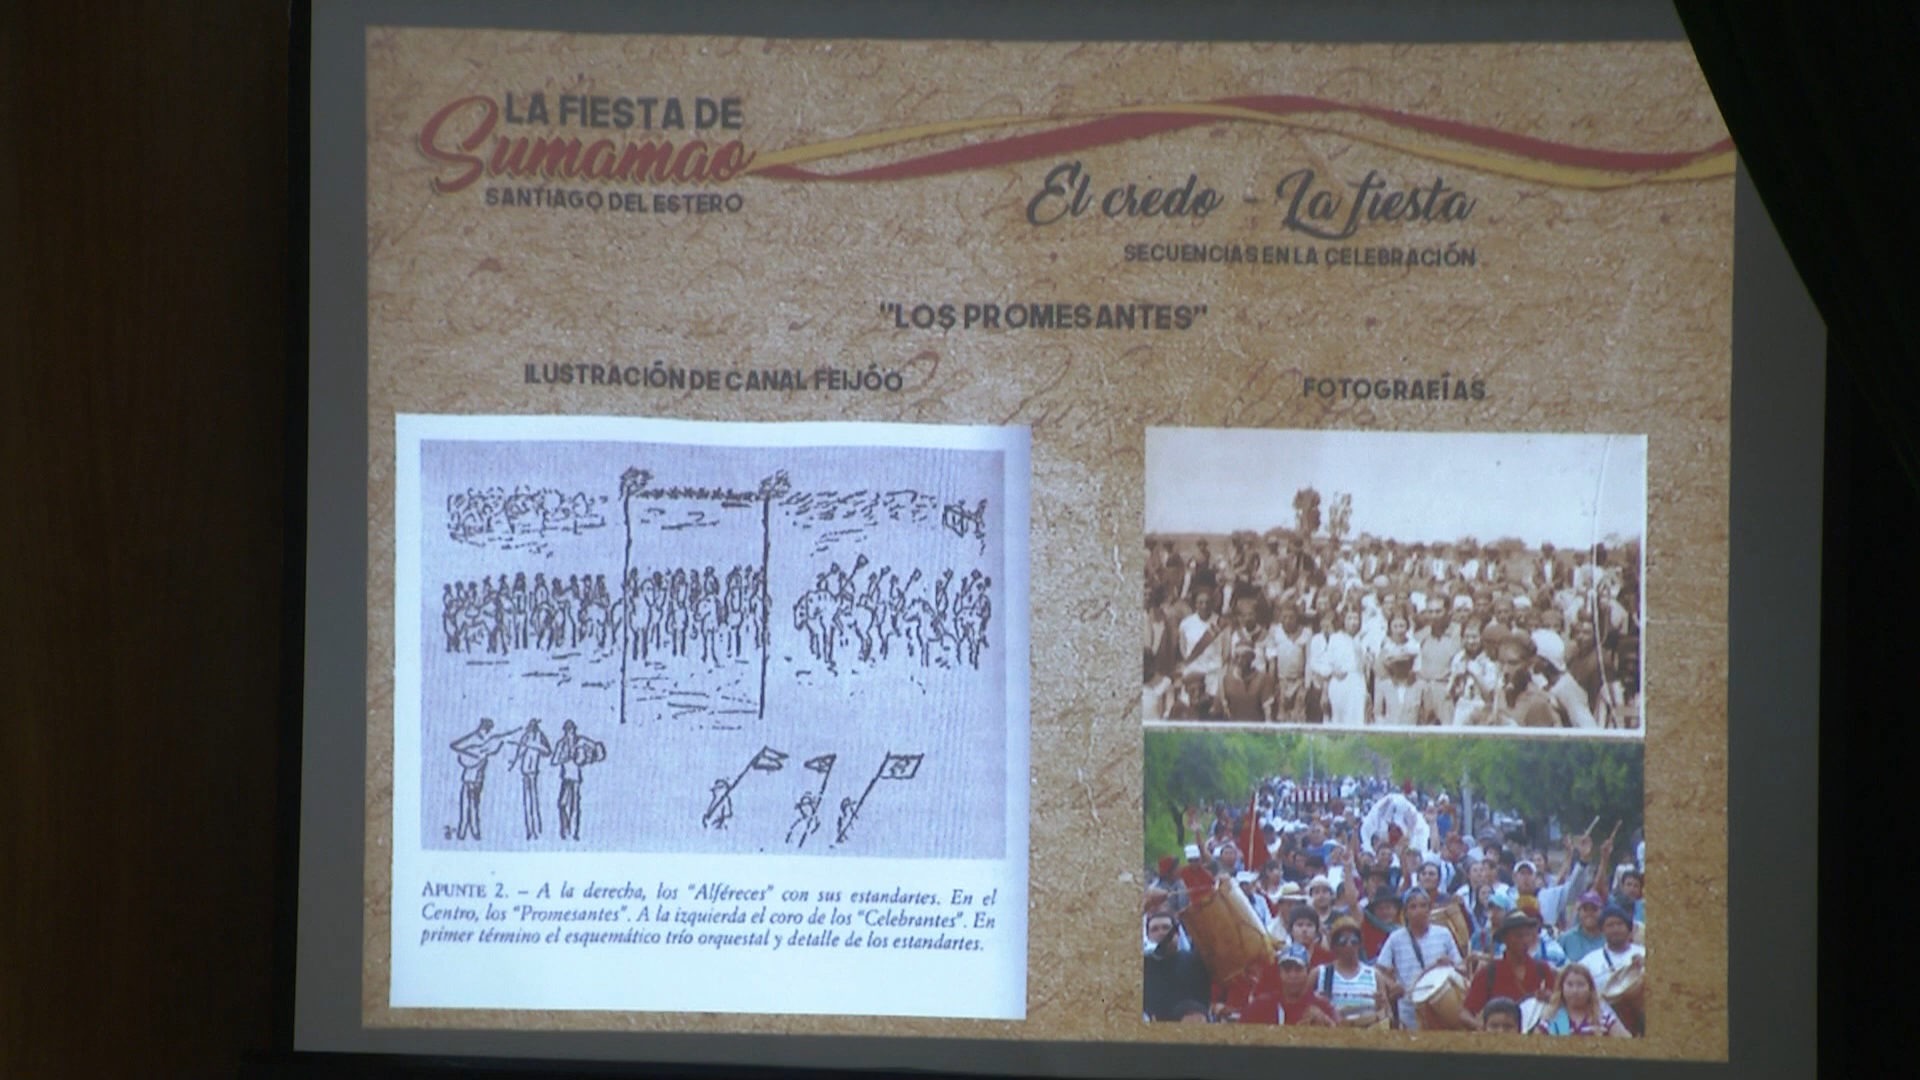 LA FIESTA DE
Sumamao
SANTIAGO DEL ESTERO
El credo - La fiesta
SECUENCIAS EN LA CELEBRACIÓN
"LOS PROMESANTES"
ILUSTRACIÓN DE CANAL FEIJÓO
FOTOGRAFÍAS
APUNTE 2. – A la derecha, los "Alféreces" con sus estandartes. En el
Centro, los "Promesantes". A la izquierda el coro de los "Celebrantes". En
primer término el esquemático trío orquestal y detalle de los estandartes.